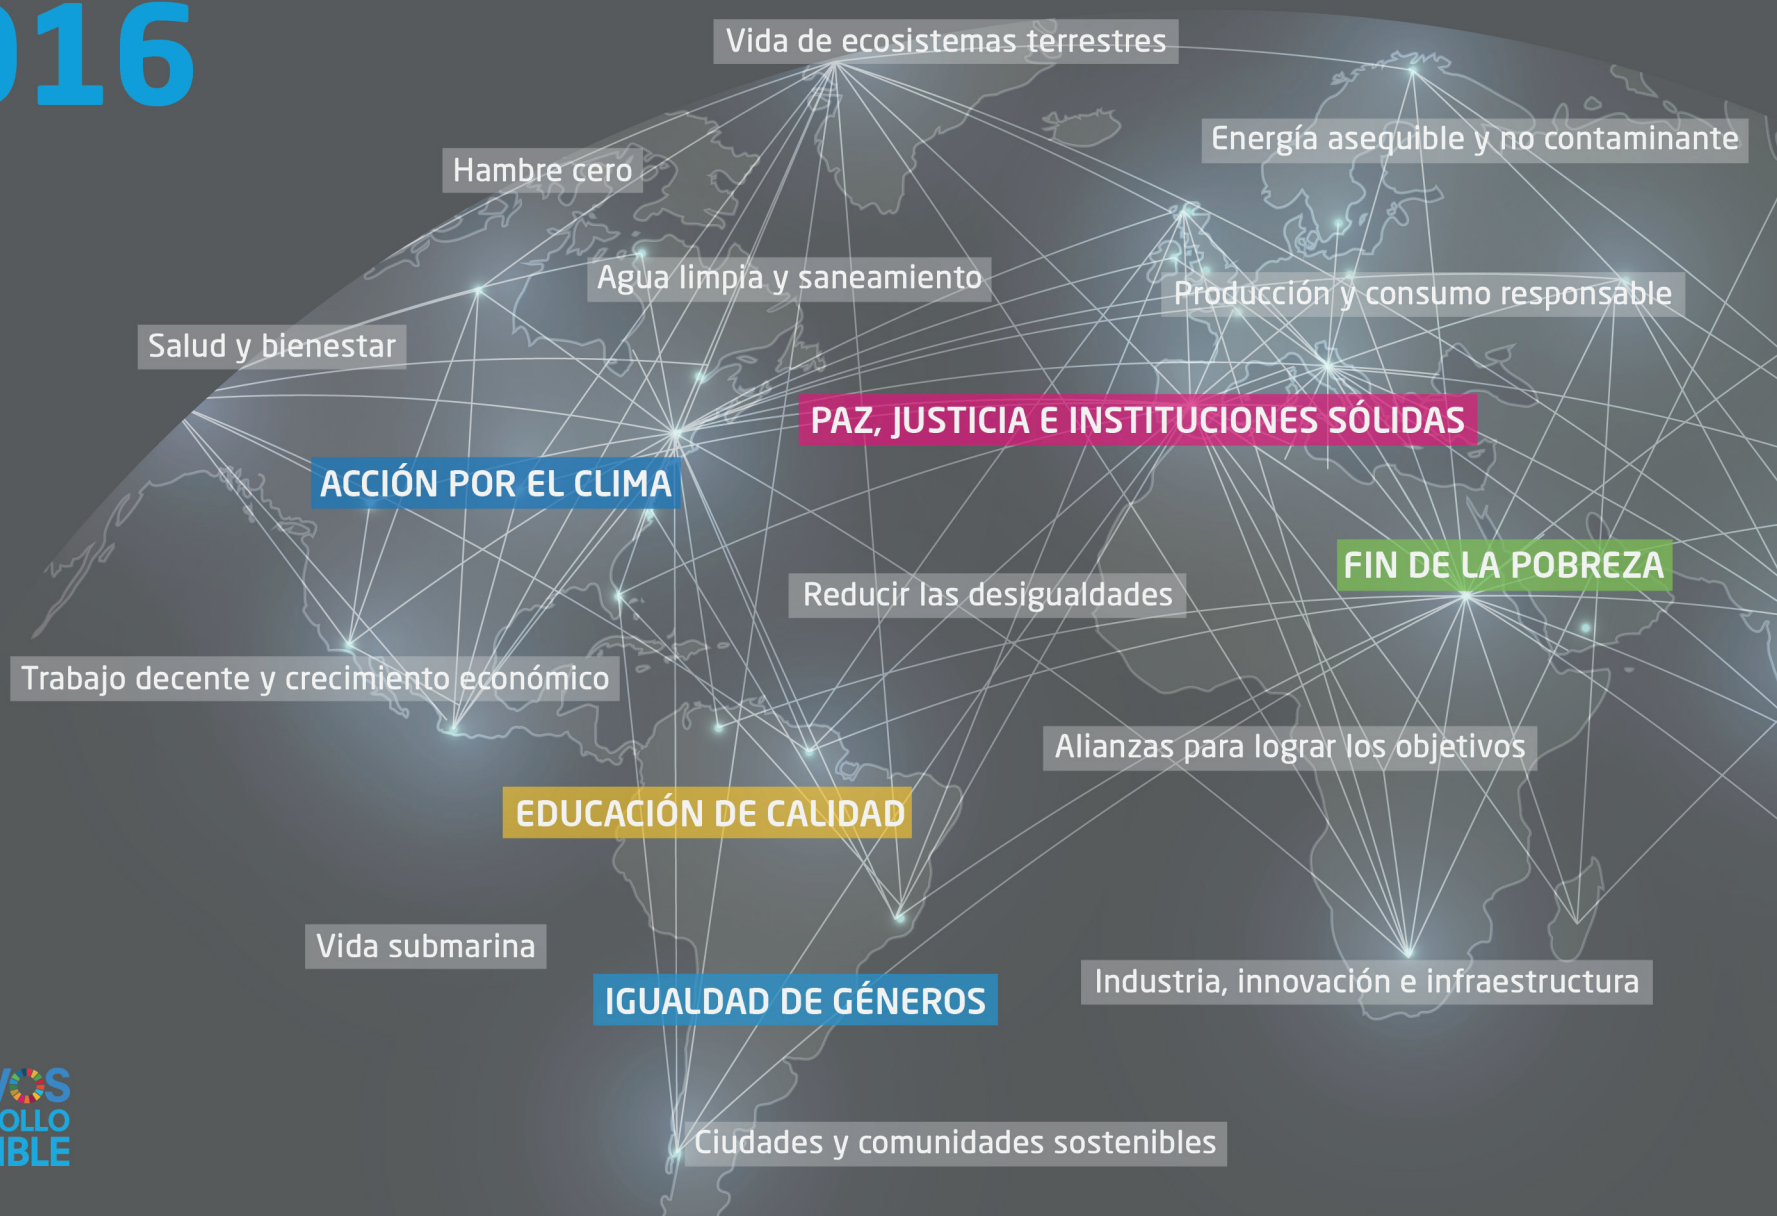 016
Vida de ecosistemas terrestres
Energía asequible y no contaminante
Hambre cero
Agua limpia y saneamiento
Producción y consumo responsable
Salud y bienestar
PAZ, JUSTICIA E INSTITUCIONES SÓLIDAS
ACCIÓN POR EL CLIMA
FIN DE LA POBREZA
Reducir las desigualdades
Trabajo decente y crecimiento económico
Alianzas para lograr los objetivos
EDUCACIÓN DE CALIDAD
Vida submarina
Industria, innovación e infraestructura
IGUALDAD DE GÉNEROS
VOS
OLLO
IBLE
Ciudades y comunidades sostenibles